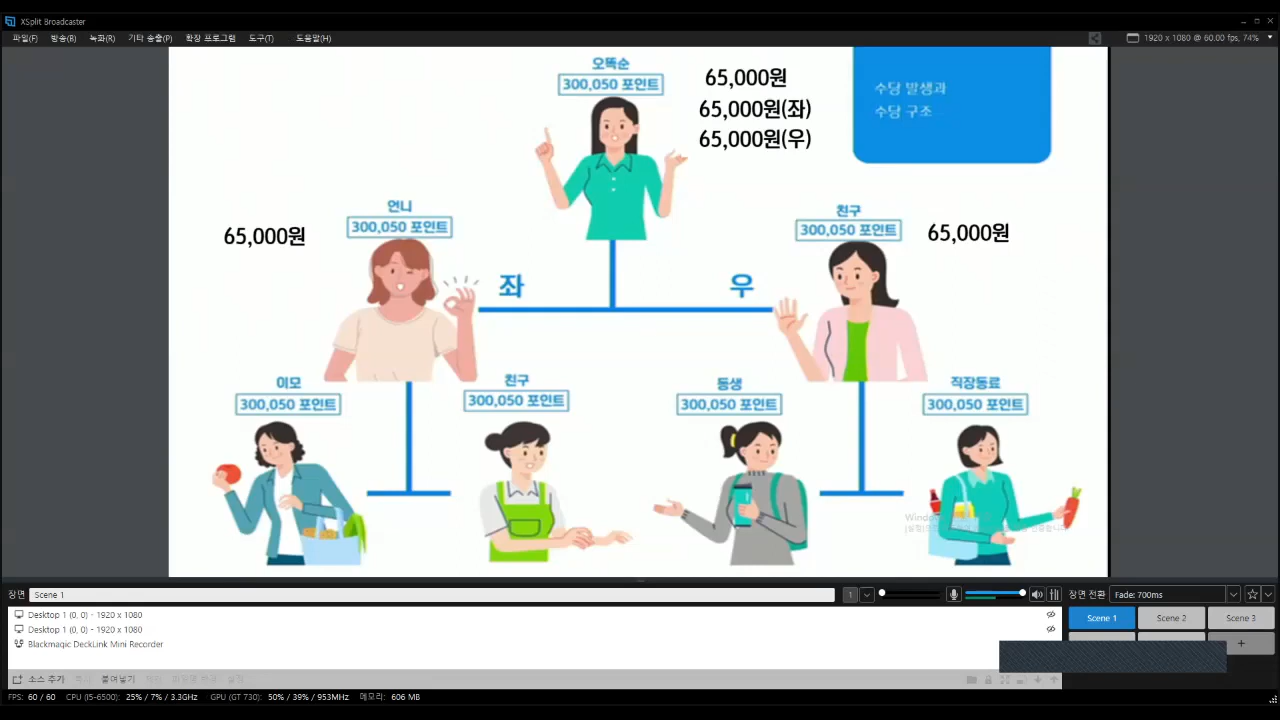 XSplit Broadcaster
파일(F) 방송(B) 녹화(R) 기타 송출(P) 확장 프로그램 도구(T) 도움말(H)
1920 x 1080 @ 60.00 fps, 74%
오똑순
300,050 포인트
65,000원
65,000원(좌)
65,000원(우)
수당 발생과
수당 구조
언니
300,050 포인트
65,000원
친구
300,050 포인트
65,000원
좌
우
이모
300,050 포인트
친구
300,050 포인트
동생
300,050 포인트
직장동료
300,050 포인트
장면 Scene 1
1
장면 전환 Fade: 700ms
Desktop 1 (0, 0) - 1920 x 1080
Desktop 1 (0, 0) - 1920 x 1080
Blackmagic DeckLink Mini Recorder
Scene 1 Scene 2 Scene 3
소스 추가 붙여넣기
FPS: 60 / 60 CPU (I5-6500): 25% / 7% / 3.3GHz GPU (GT 730): 50% / 39% / 953MHz 메모리: 606 MB